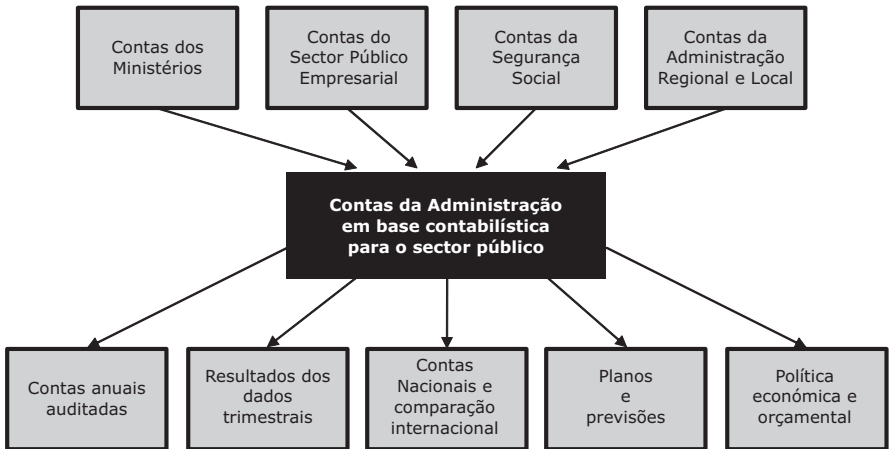 Contas dos
Ministérios
Contas do
Sector Público
Empresarial
Contas da
Segurança
Social
Contas da
Administração
Regional e Local
Contas da Administração
em base contabilística
para o sector público
Contas anuais
auditadas
Resultados dos
dados
trimestrais
Contas
Nacionais e
comparação
internacional
Planos
e
previsões
Política
económica e
orçamental